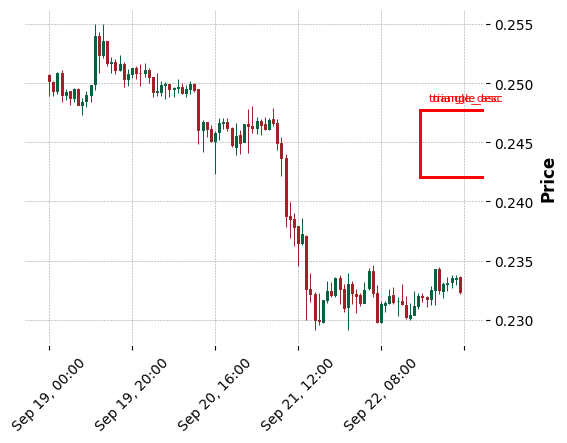 0.255
0.250
triangle_desc
0.245
0.240
0.235
0.230
Price
Sep 19, 00:00
Sep 19, 20:00
Sep 20, 16:00
Sep 21, 12:00
Sep 22, 08:00